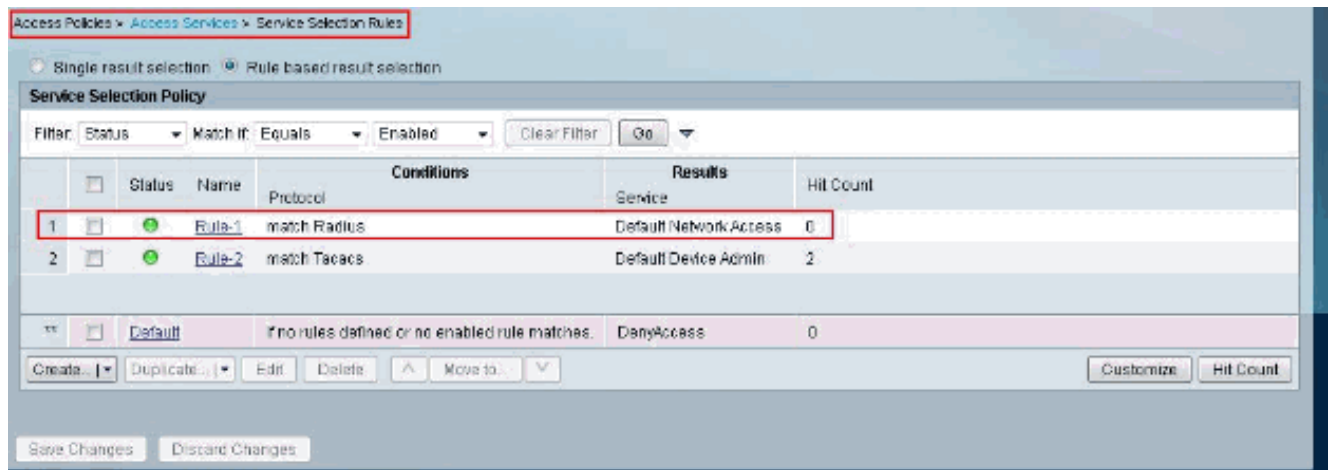 Access Policies > Access Services > Service Selection Rules
Single result selection Rule based result selection
Service Selection Policy
Filter: Status Match if: Equals Enabled Clear Filter Go
Conditions Results
Status Name Hit Count
Protocol Service
1 Rule-1 match Radius Default Network Access 0
2 Rule-2 match Tacacs Default Device Admin 2
** Default If no rules defined or no enabled rule matches. DenyAccess 0
Create... Duplicate... Edit Delete Move to... Customize Hit Count
Save Changes Discard Changes